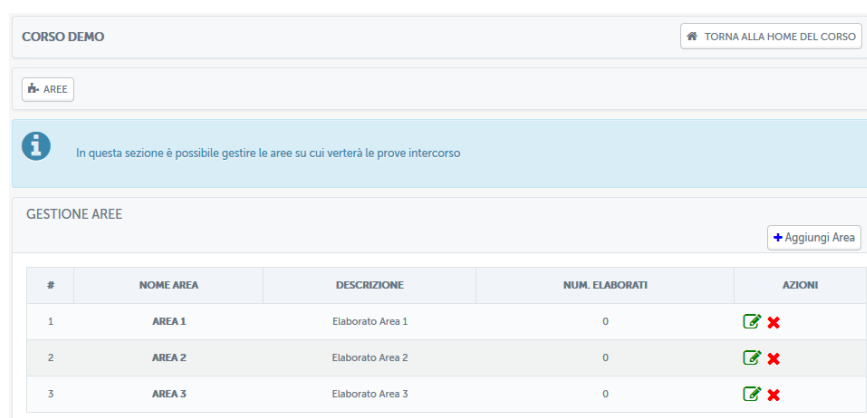 CORSO DEMO
TORNA ALLA HOME DEL CORSO
AREE
In questa sezione è possibile gestire le aree su cui verterà le prove intercorso
GESTIONE AREE
Aggiungi Area
# NOME AREA DESCRIZIONE NUM. ELABORATI AZIONI
1 AREA 1 Elaborato Area 1 0
2 AREA 2 Elaborato Area 2 0
3 AREA 3 Elaborato Area 3 0